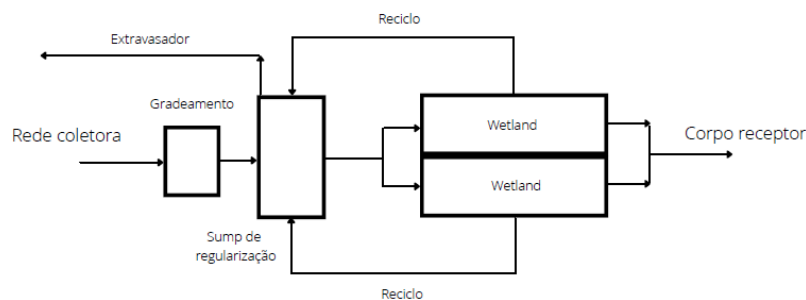 Reciclo
Extravasador
Gradeamento
Rede coletora
Wetland
Corpo receptor
Wetland
Sump de
regularização
Reciclo